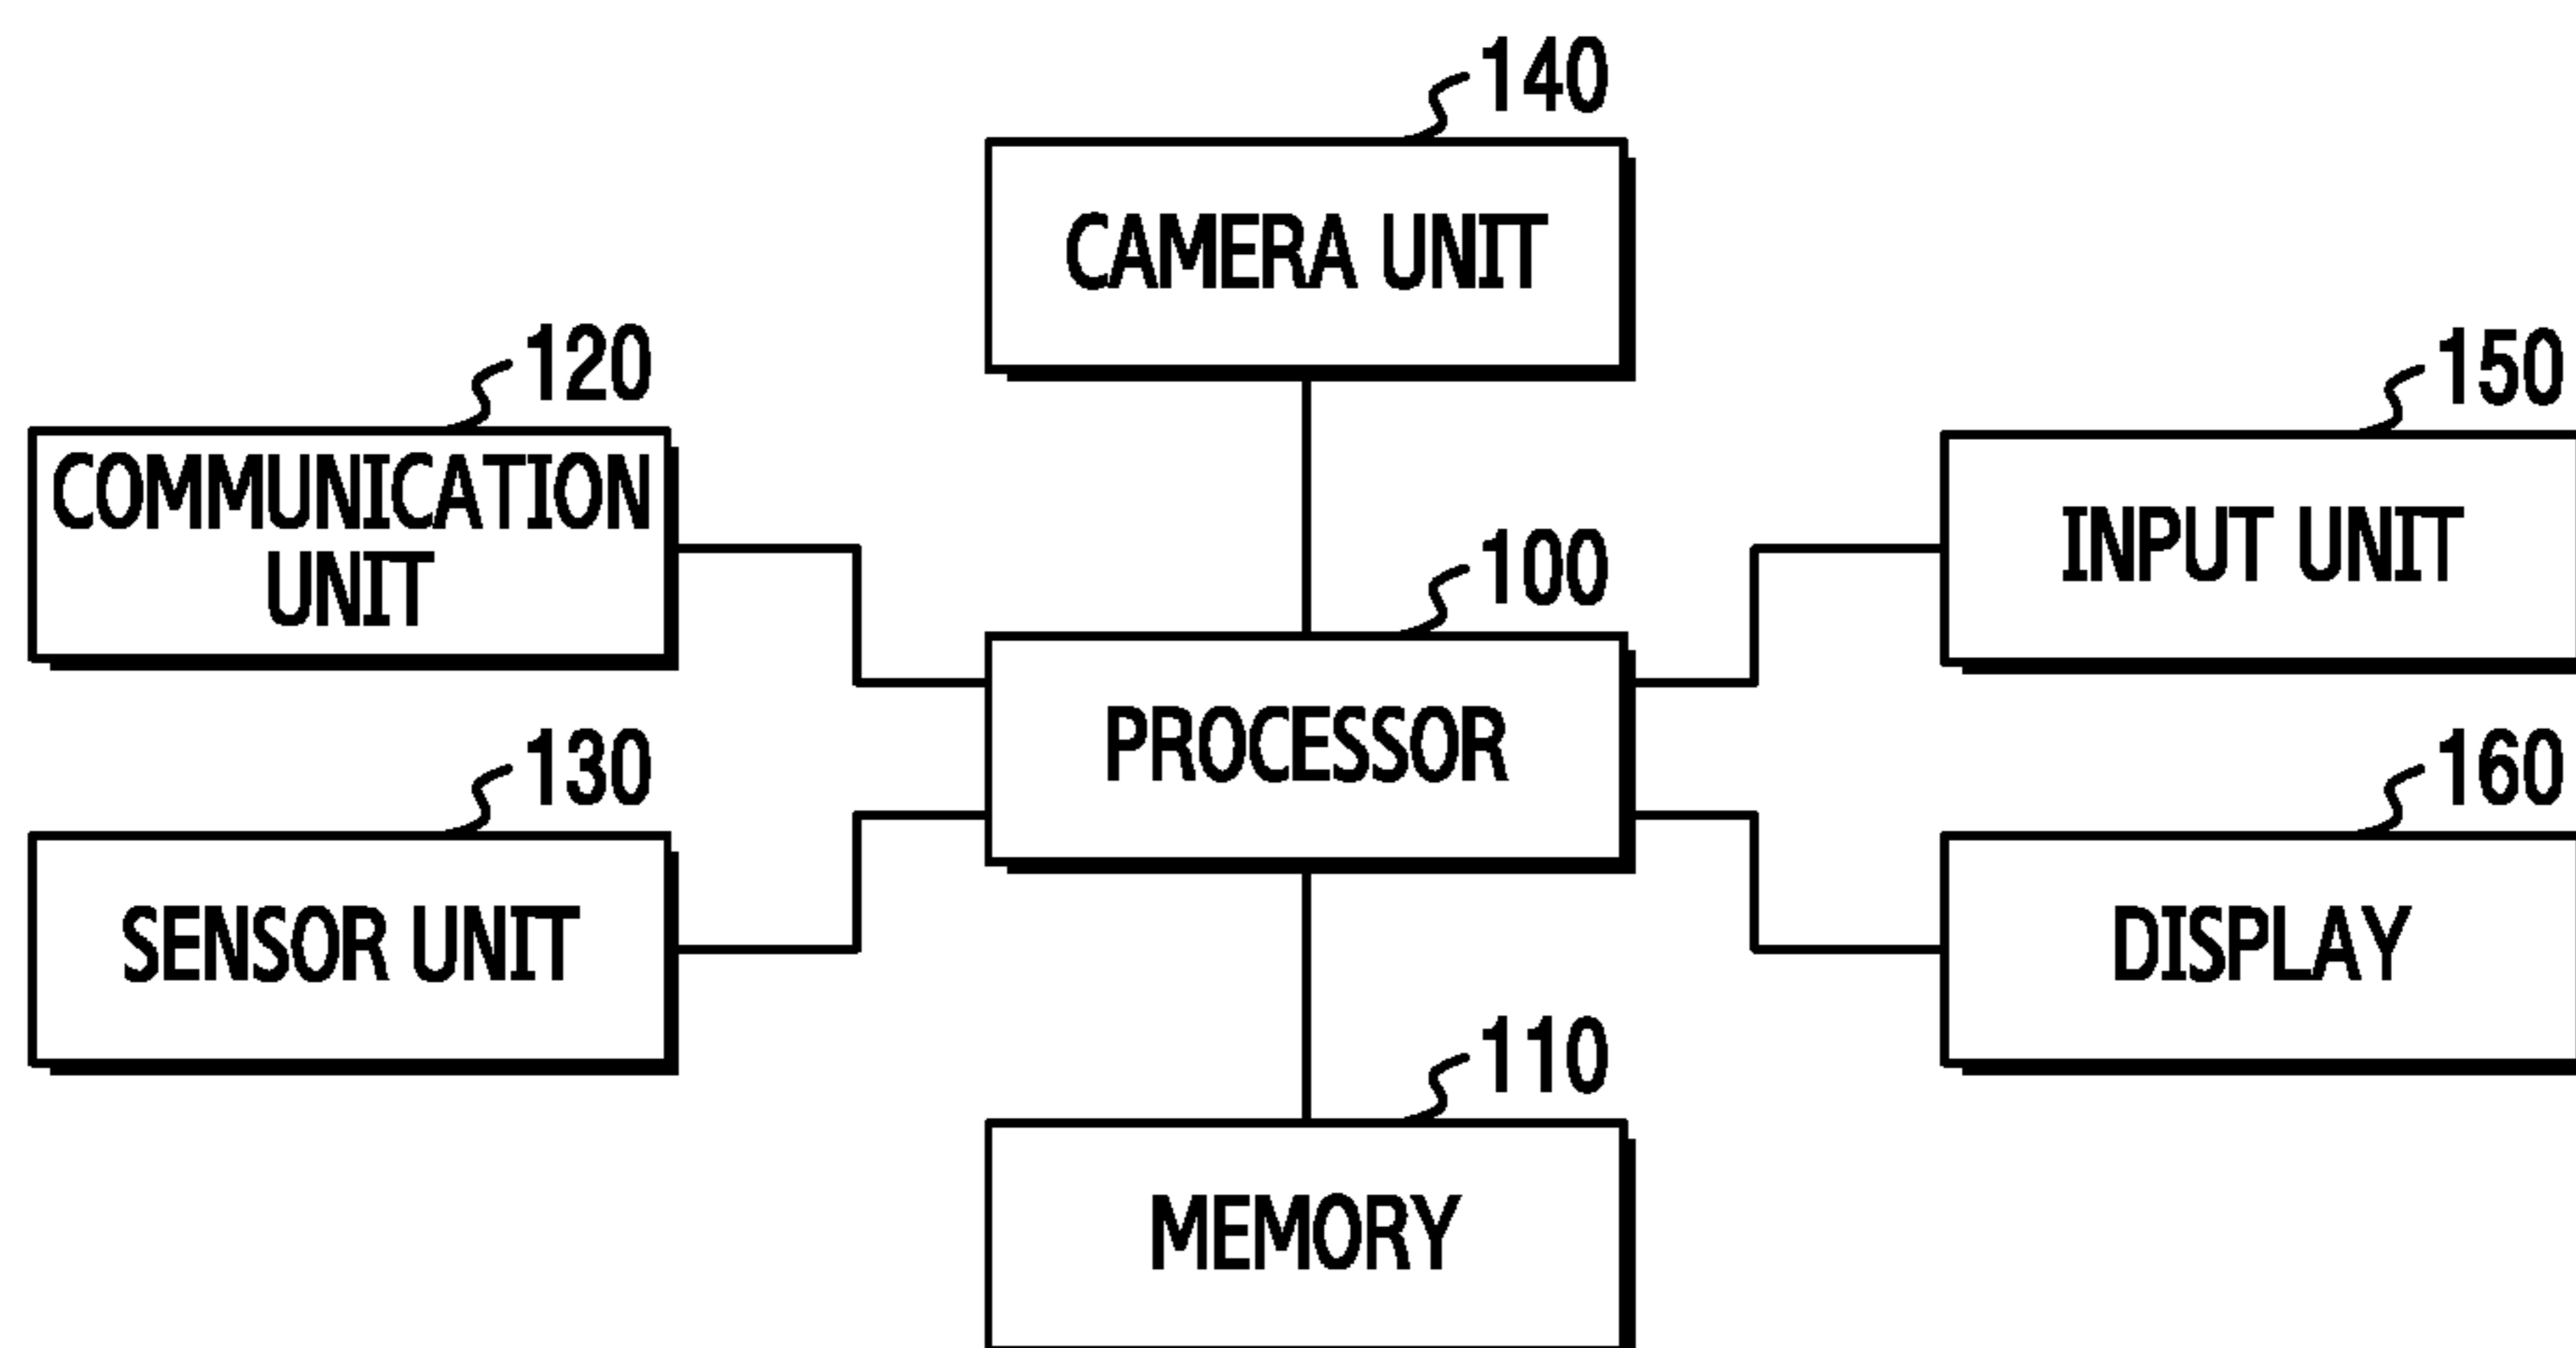 140
CAMERA UNIT
120
COMMUNICATION
UNIT
150
INPUT UNIT
100
PROCESSOR
130
SENSOR UNIT
160
DISPLAY
110
MEMORY